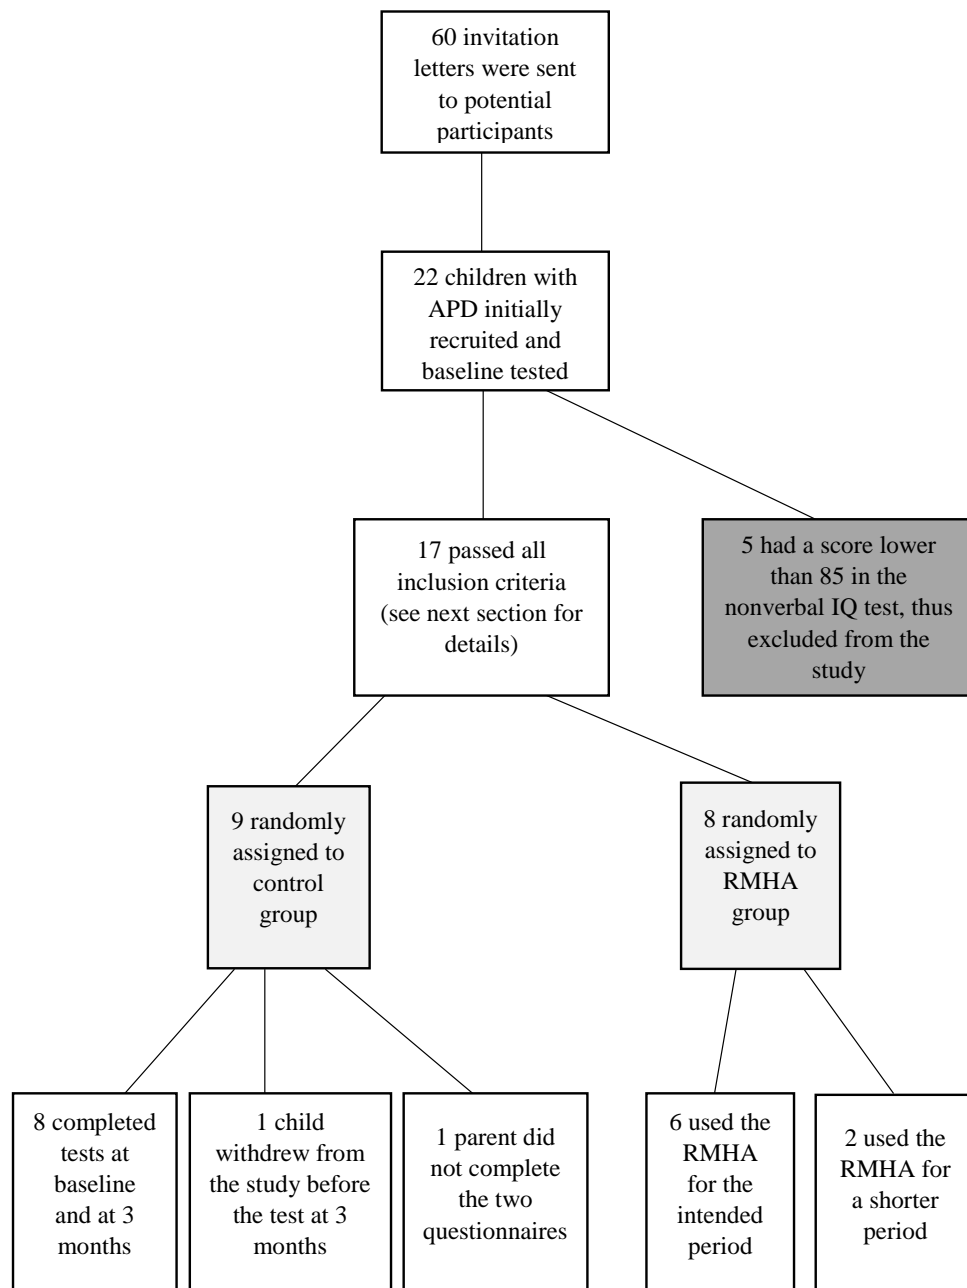 60 invitation
letters were sent
to potential
participants
22 children with
APD initially
recruited and
baseline tested
17 passed all
inclusion criteria
(see next section for
details)
5 had a score lower
than 85 in the
nonverbal IQ test, thus
excluded from the
study
9 randomly
assigned to
control
group
8 randomly
assigned to
RMHA
group
8 completed
tests at
baseline
and at 3
months
1 child
withdrew from
the study before
the test at 3
months
1 parent did
not complete
the two
questionnaires
6 used the
RMHA
for the
intended
period
2 used the
RMHA for
a shorter
period